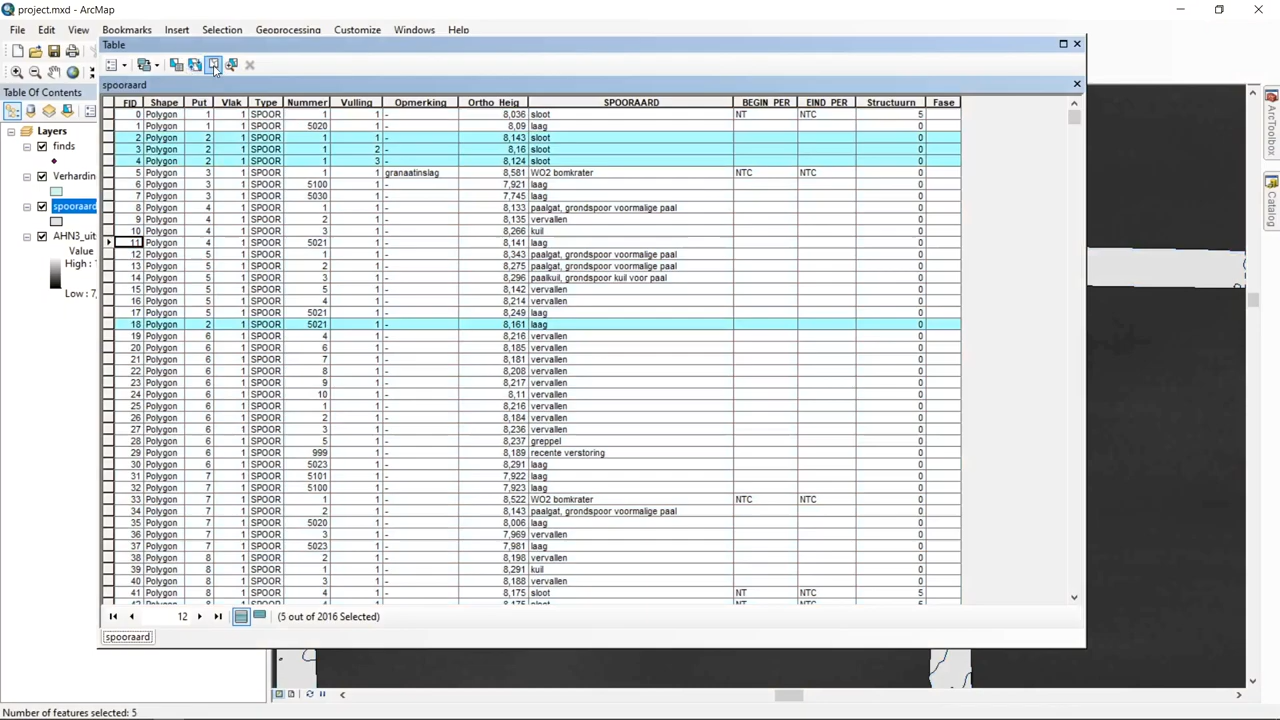 project.mxd - ArcMap
File Edit View Bookmarks Insert Selection Geoprocessing Customize Windows Help
Table
Table Of Contents
spooraard
Layers
finds
Verhardin
spooraard
AHN3_uit
Value
High :
Low : 7,
FID Shape Put Vlak Type Nummer Vulling Opmerking Ortho_Heig SPOORAARD BEGIN_PER EIND_PER Structuurn Fase
0 Polygon 1 1 SPOOR 1 1 - 8,036 sloot NT NTC 5
1 Polygon 1 1 SPOOR 5020 1 - 8,09 laag 0
2 Polygon 2 1 SPOOR 1 1 - 8,143 sloot 0
3 Polygon 2 1 SPOOR 1 2 - 8,16 sloot 0
4 Polygon 2 1 SPOOR 1 3 - 8,124 sloot 0
5 Polygon 3 1 SPOOR 1 1 granaatinslag 8,581 WO2 bomkrater NTC NTC 0
6 Polygon 3 1 SPOOR 5100 1 - 7,921 laag 0
7 Polygon 3 1 SPOOR 5030 1 - 7,745 laag 0
8 Polygon 4 1 SPOOR 1 1 - 8,133 paalgat, grondspoor voormalige paal 0
9 Polygon 4 1 SPOOR 2 1 - 8,135 vervallen 0
10 Polygon 4 1 SPOOR 3 1 - 8,266 kuil 0
11 Polygon 4 1 SPOOR 5021 1 - 8,141 laag 0
12 Polygon 5 1 SPOOR 1 1 - 8,343 paalgat, grondspoor voormalige paal 0
13 Polygon 5 1 SPOOR 2 1 - 8,275 paalgat, grondspoor voormalige paal 0
14 Polygon 5 1 SPOOR 3 1 - 8,296 paalkuil, grondspoor kuil voor paal 0
15 Polygon 5 1 SPOOR 5 1 - 8,142 vervallen 0
16 Polygon 5 1 SPOOR 4 1 - 8,214 vervallen 0
17 Polygon 5 1 SPOOR 5021 1 - 8,249 laag 0
18 Polygon 2 1 SPOOR 5021 1 - 8,161 laag 0
19 Polygon 6 1 SPOOR 4 1 - 8,216 vervallen 0
20 Polygon 6 1 SPOOR 6 1 - 8,185 vervallen 0
21 Polygon 6 1 SPOOR 7 1 - 8,181 vervallen 0
22 Polygon 6 1 SPOOR 8 1 - 8,208 vervallen 0
23 Polygon 6 1 SPOOR 9 1 - 8,217 vervallen 0
24 Polygon 6 1 SPOOR 10 1 - 8,11 vervallen 0
25 Polygon 6 1 SPOOR 1 1 - 8,216 vervallen 0
26 Polygon 6 1 SPOOR 2 1 - 8,184 vervallen 0
27 Polygon 6 1 SPOOR 3 1 - 8,236 vervallen 0
28 Polygon 6 1 SPOOR 5 1 - 8,237 greppel 0
29 Polygon 6 1 SPOOR 999 1 - 8,189 recente verstoring 0
30 Polygon 6 1 SPOOR 5023 1 - 8,291 laag 0
31 Polygon 7 1 SPOOR 5101 1 - 7,922 laag 0
32 Polygon 7 1 SPOOR 5100 1 - 7,923 laag 0
33 Polygon 7 1 SPOOR 1 1 - 8,522 WO2 bomkrater NTC NTC 0
34 Polygon 7 1 SPOOR 2 1 - 8,143 paalgat, grondspoor voormalige paal 0
35 Polygon 7 1 SPOOR 5020 1 - 8,006 laag 0
36 Polygon 7 1 SPOOR 3 1 - 7,969 vervallen 0
37 Polygon 7 1 SPOOR 5023 1 - 7,981 laag 0
38 Polygon 8 1 SPOOR 2 1 - 8,198 vervallen 0
39 Polygon 8 1 SPOOR 1 1 - 8,291 kuil 0
40 Polygon 8 1 SPOOR 3 1 - 8,188 vervallen 0
41 Polygon 8 1 SPOOR 4 1 - 8,175 sloot NT NTC 5
12 (5 out of 2016 Selected)
spooraard
ArcToolbox
Catalog
Number of features selected: 5